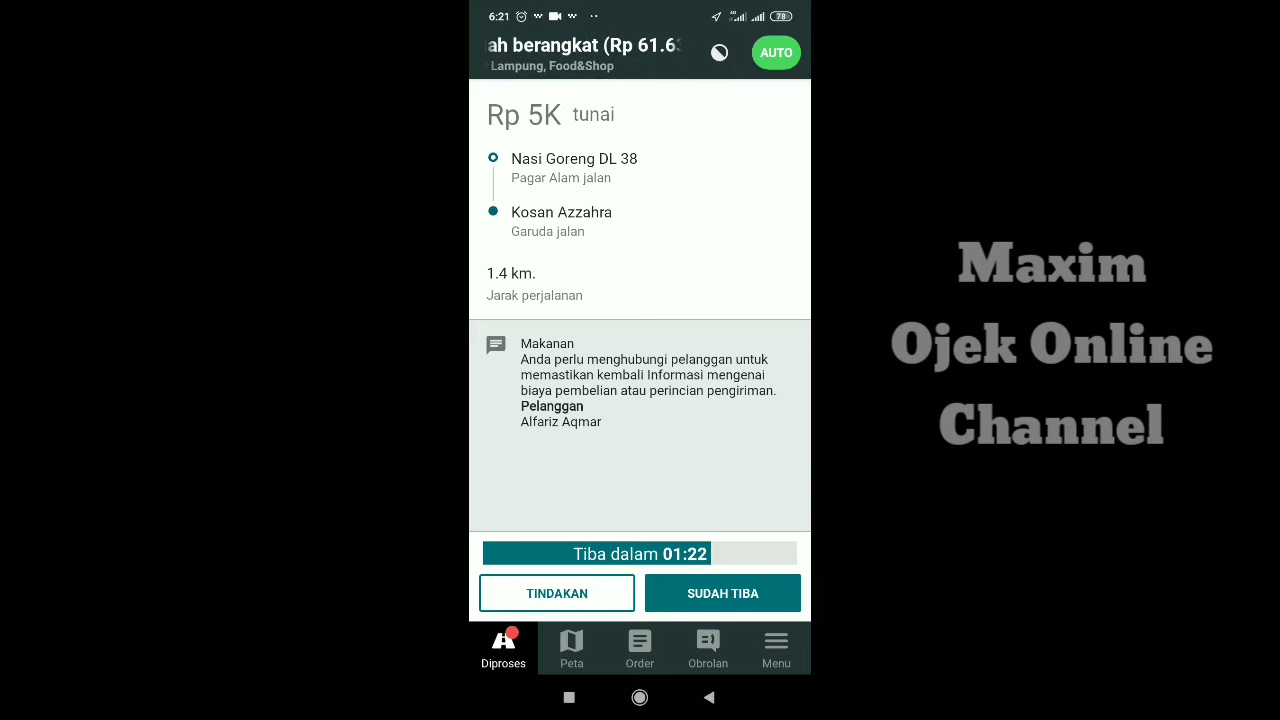 6:21
78
ah berangkat (Rp 61.63
Lampung, Food&Shop
AUTO
Rp 5K tunai
Nasi Goreng DL 38
Pagar Alam jalan
Kosan Azzahra
Garuda jalan
1.4 km.
Jarak perjalanan
Makanan
Anda perlu menghubungi pelanggan untuk
memastikan kembali Informasi mengenai
biaya pembelian atau perincian pengiriman.
Pelanggan
Alfariz Aqmar
Tiba dalam 01:22
TINDAKAN
SUDAH TIBA
Diproses
Peta
Order
Obrolan
Menu
Maxim
Ojek Online
Channel